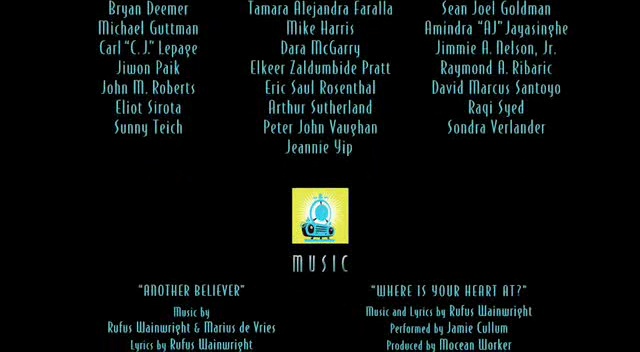 Bryan Deemer
Michael Guttman
Carl “C. J.” Lepage
Jiwon Paik
John M. Roberts
Eliot Sirota
Sunny Teich
Tamara Alejandra Faralla
Mike Harris
Dara McGarry
Elkeer Zaldumbide Pratt
Eric Saul Rosenthal
Arthur Sutherland
Peter John Vaughan
Jeannie Yip
Sean Joel Goldman
Amindra “AJ” Jayasinghe
Jimmie A. Nelson, Jr.
Raymond A. Ribaric
David Marcus Santoyo
Raqi Syed
Sondra Verlander
MUSIC
“ANOTHER BELIEVER”
Music by
Rufus Wainwright & Marius de Vries
Lyrics by Rufus Wainwright
“WHERE IS YOUR HEART AT?”
Music and Lyrics by Rufus Wainwright
Performed by Jamie Cullum
Produced by Mocean Worker